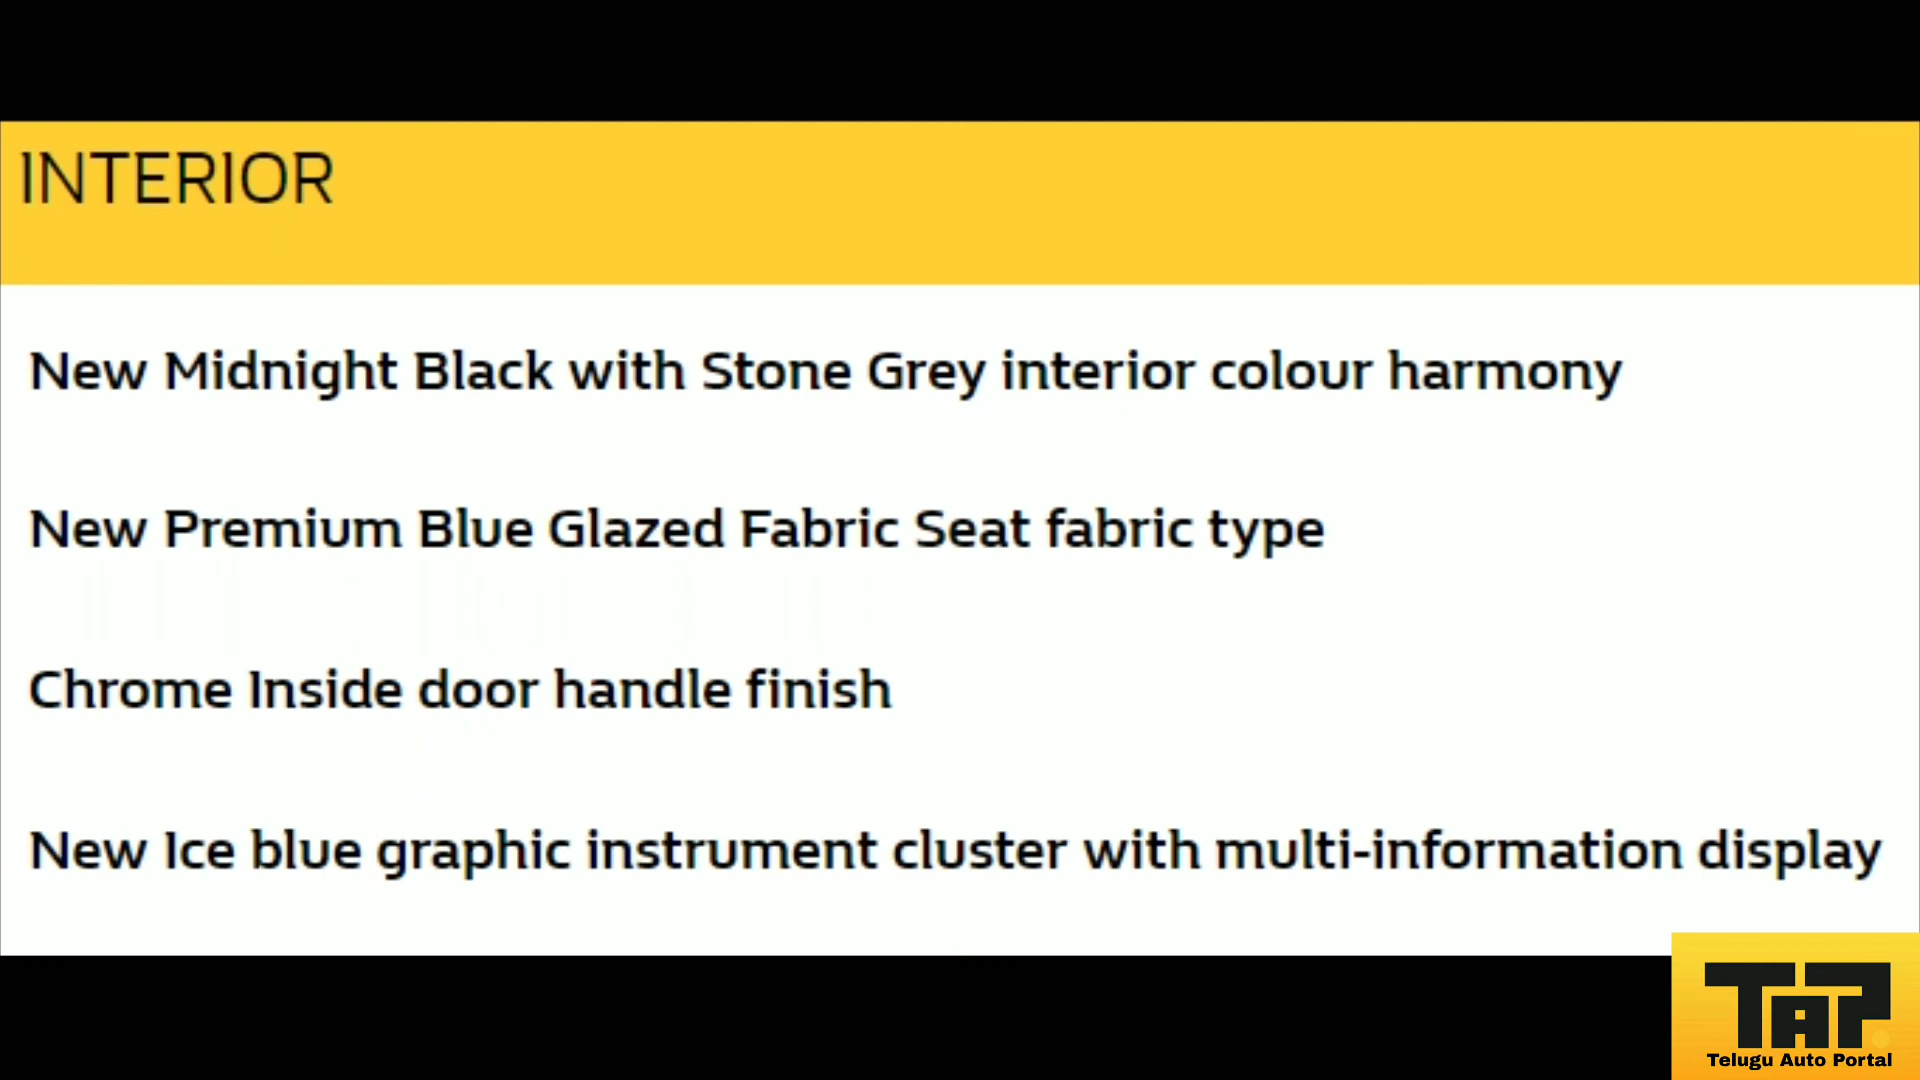 INTERIOR
New Midnight Black with Stone Grey interior colour harmony
New Premium Blue Glazed Fabric Seat fabric type
Chrome Inside door handle finish
New Ice blue graphic instrument cluster with multi-information display
TAP
Telugu Auto Portal